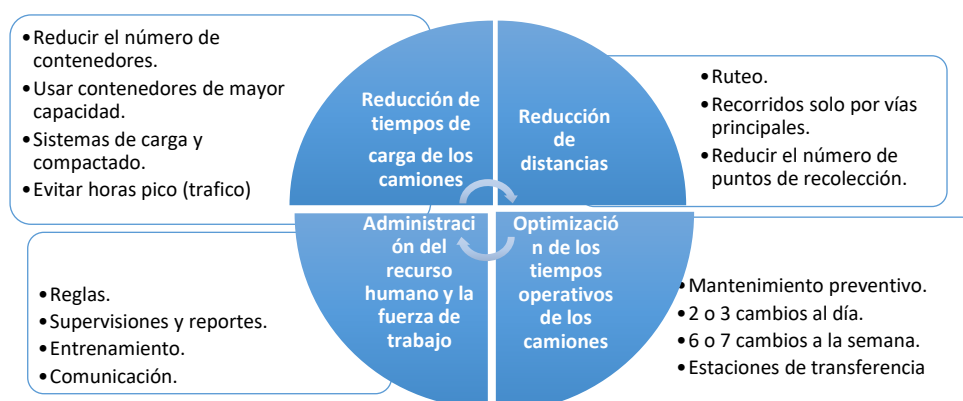 •Reducir el número de
contenedores.
•Usar contenedores de mayor
capacidad.
•Sistemas de carga y
compactado.
•Evitar horas pico (trafico)
Reducción de
tiempos de
carga de los
camiones
Reducción
de
distancias
•Ruteo.
•Recorridos solo por vías
principales.
•Reducir el número de
puntos de recolección.
•Reglas.
•Supervisiones y reportes.
•Entrenamiento.
•Comunicación.
Administraci
ón del
recurso
humano y la
fuerza de
trabajo
Optimizació
n de los
tiempos
operativos
de los
camiones
•Mantenimiento preventivo.
•2 o 3 cambios al día.
•6 o 7 cambios a la semana.
•Estaciones de transferencia